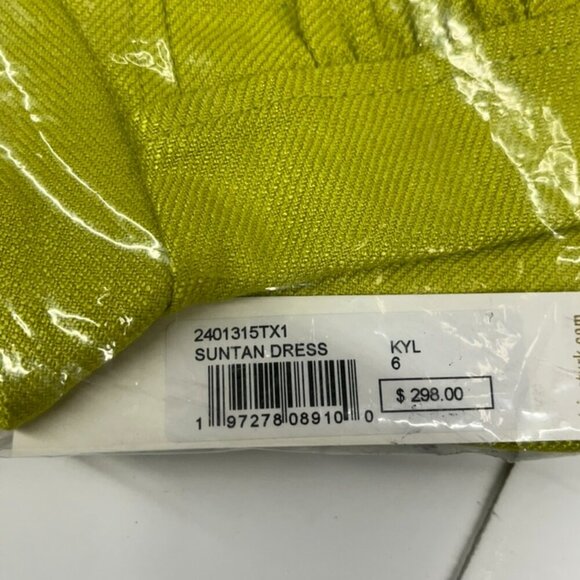 2401315TX1
SUNTAN DRESS
KYL
6
$ 298.00
1 97278 08910 0